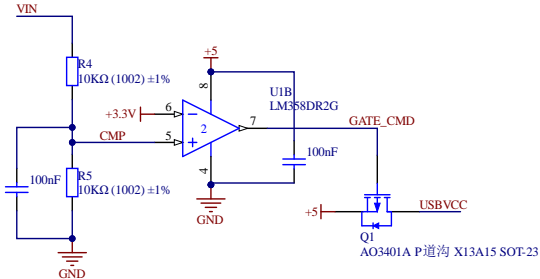 VIN
R4
10KΩ (1002) ±1%
+5
8
U1B
LM358DR2G
+3.3V
6
7
GATE_CMD
2
CMP
5
4
100nF
100nF
R5
10KΩ (1002) ±1%
GND
+5
USBVCC
Q1
GND
AO3401A P道沟 X13A15 SOT-23